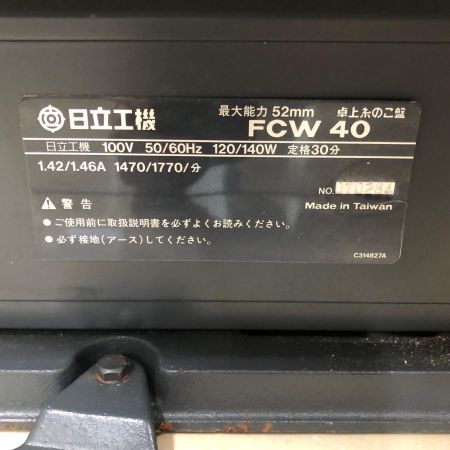 日立工機 最大能力 52mm 卓上糸のこ盤
FCW 40
日立工機 100V 50/60Hz 120/140W 定格30分
1.42/1.46A 1470/1770/分
NO.
⚠ 警告 Made in Taiwan
● ご使用前に取扱説明書を必ずよくお読みください。
● 必ず接地(アース)してください。
C314827A